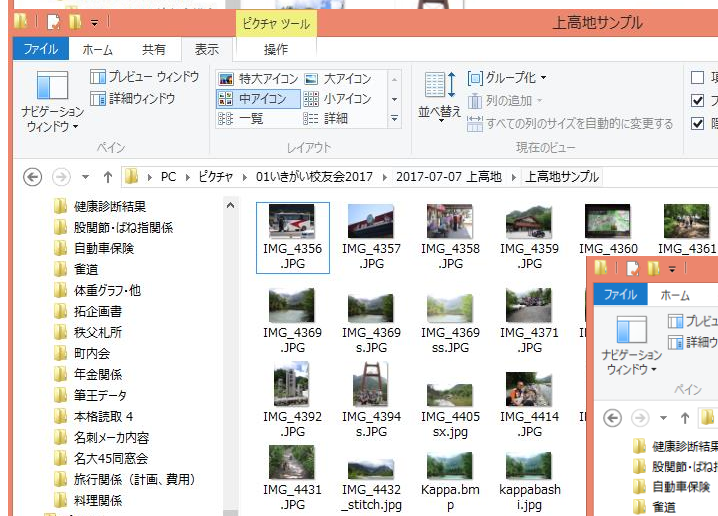 ピクチャ ツール
上高地サンプル
ファイル ホーム 共有 表示 操作
ナビゲーション
ウィンドウ
プレビュー ウィンドウ
詳細ウィンドウ
ペイン
特大アイコン 大アイコン
中アイコン 小アイコン
一覧 詳細
レイアウト
並べ替え
グループ化
列の追加
すべての列のサイズを自動的に変更する
現在のビュー
PC ピクチャ 01いきがい校友会2017 2017-07-07 上高地 上高地サンプル
健康診断結果
股関節・ばね指関係
自動車保険
雀道
体重グラフ・他
拓企画書
秩父札所
町内会
年金関係
筆王データ
本格読取 4
名刺メーカ内容
名大45同窓会
旅行関係（計画、費用）
料理関係
IMG_4356
.JPG
IMG_4357
.JPG
IMG_4358
.JPG
IMG_4359
.JPG
IMG_4360
IMG_4361
IMG_4369
.JPG
IMG_4369
s.JPG
IMG_4369
ss.JPG
IMG_4371
.JPG
IMG_4392
.JPG
IMG_4394
s.JPG
IMG_4405
sx.jpg
IMG_4414
.JPG
IMG_4431
.JPG
IMG_4432
_stitch.jpg
Kappa.bm
p
kappabash
i.jpg
ファイル ホーム
ナビゲーション
ウィンドウ
プレビュ
詳細ウ
ペイン
健康診断結果
股関節・ばね指
自動車保険
雀道